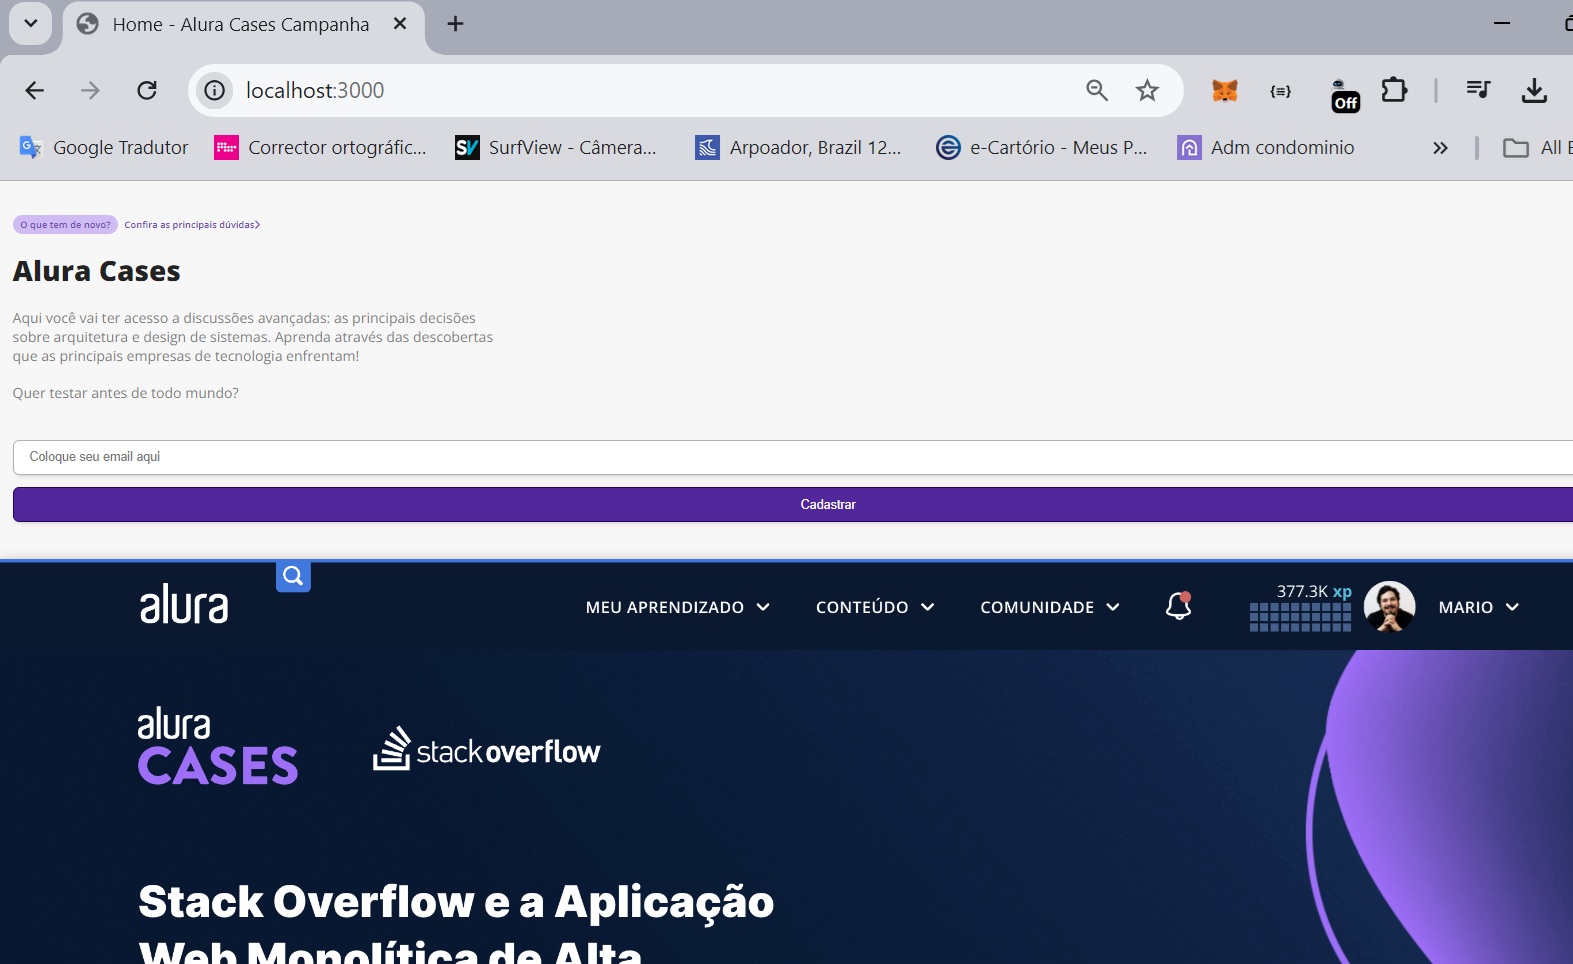 Home - Alura Cases Campanha
localhost:3000
Off
Google Tradutor
Corrector ortográfic...
SurfView - Câmera...
Arpoador, Brazil 12...
e-Cartório - Meus P...
Adm condominio
All
O que tem de novo? Confira as principais dúvidas
Alura Cases
Aqui você vai ter acesso a discussões avançadas: as principais decisões
sobre arquitetura e design de sistemas. Aprenda através das descobertas
que as principais empresas de tecnologia enfrentam!
Quer testar antes de todo mundo?
Coloque seu email aqui
Cadastrar
alura
MEU APRENDIZADO
CONTEÚDO
COMUNIDADE
377.3K xp
MARIO
alura
CASES
stackoverflow
Stack Overflow e a Aplicação
Web Monolítica de Alta